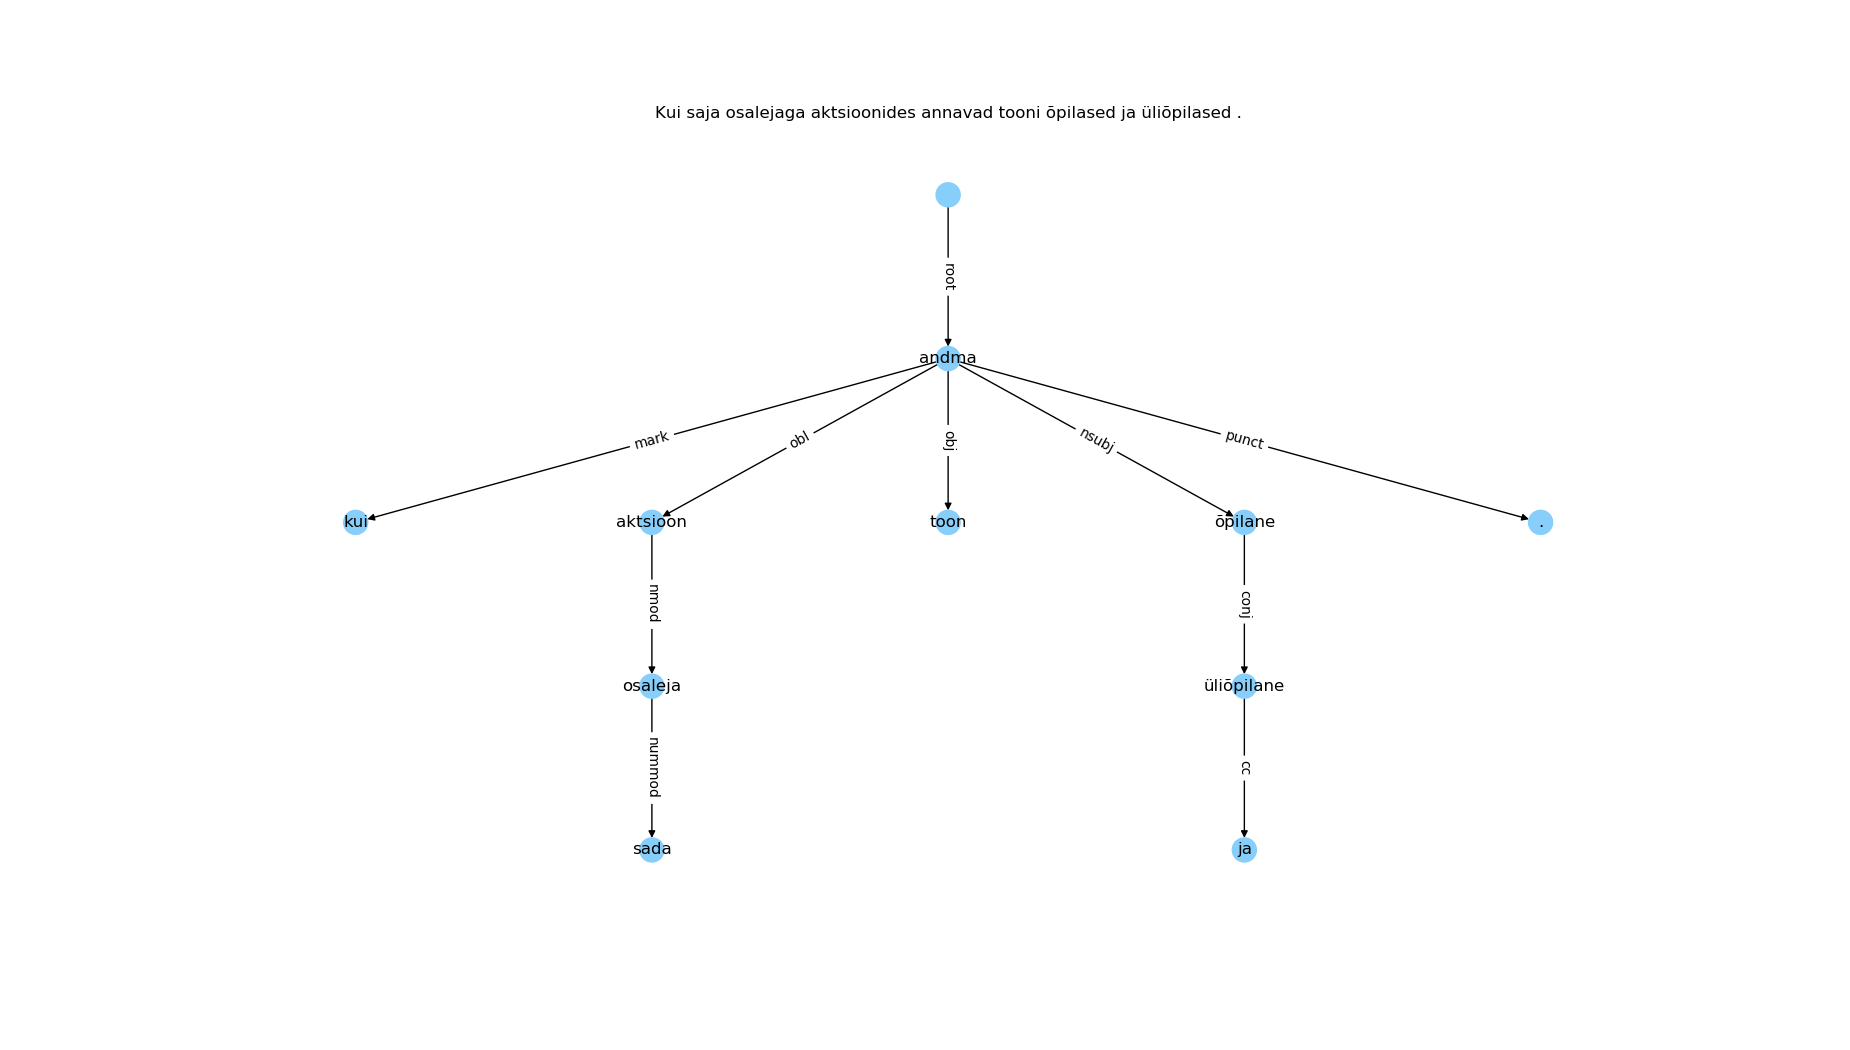 Kui saja osalejaga aktsioonides annavad tooni õpilased ja üliõpilased .
root
andma
mark
obl
obj
nsubj
punct
kui
aktsioon
toon
õpilane
.
nmod
conj
osaleja
üliõpilane
nummod
cc
sada
ja